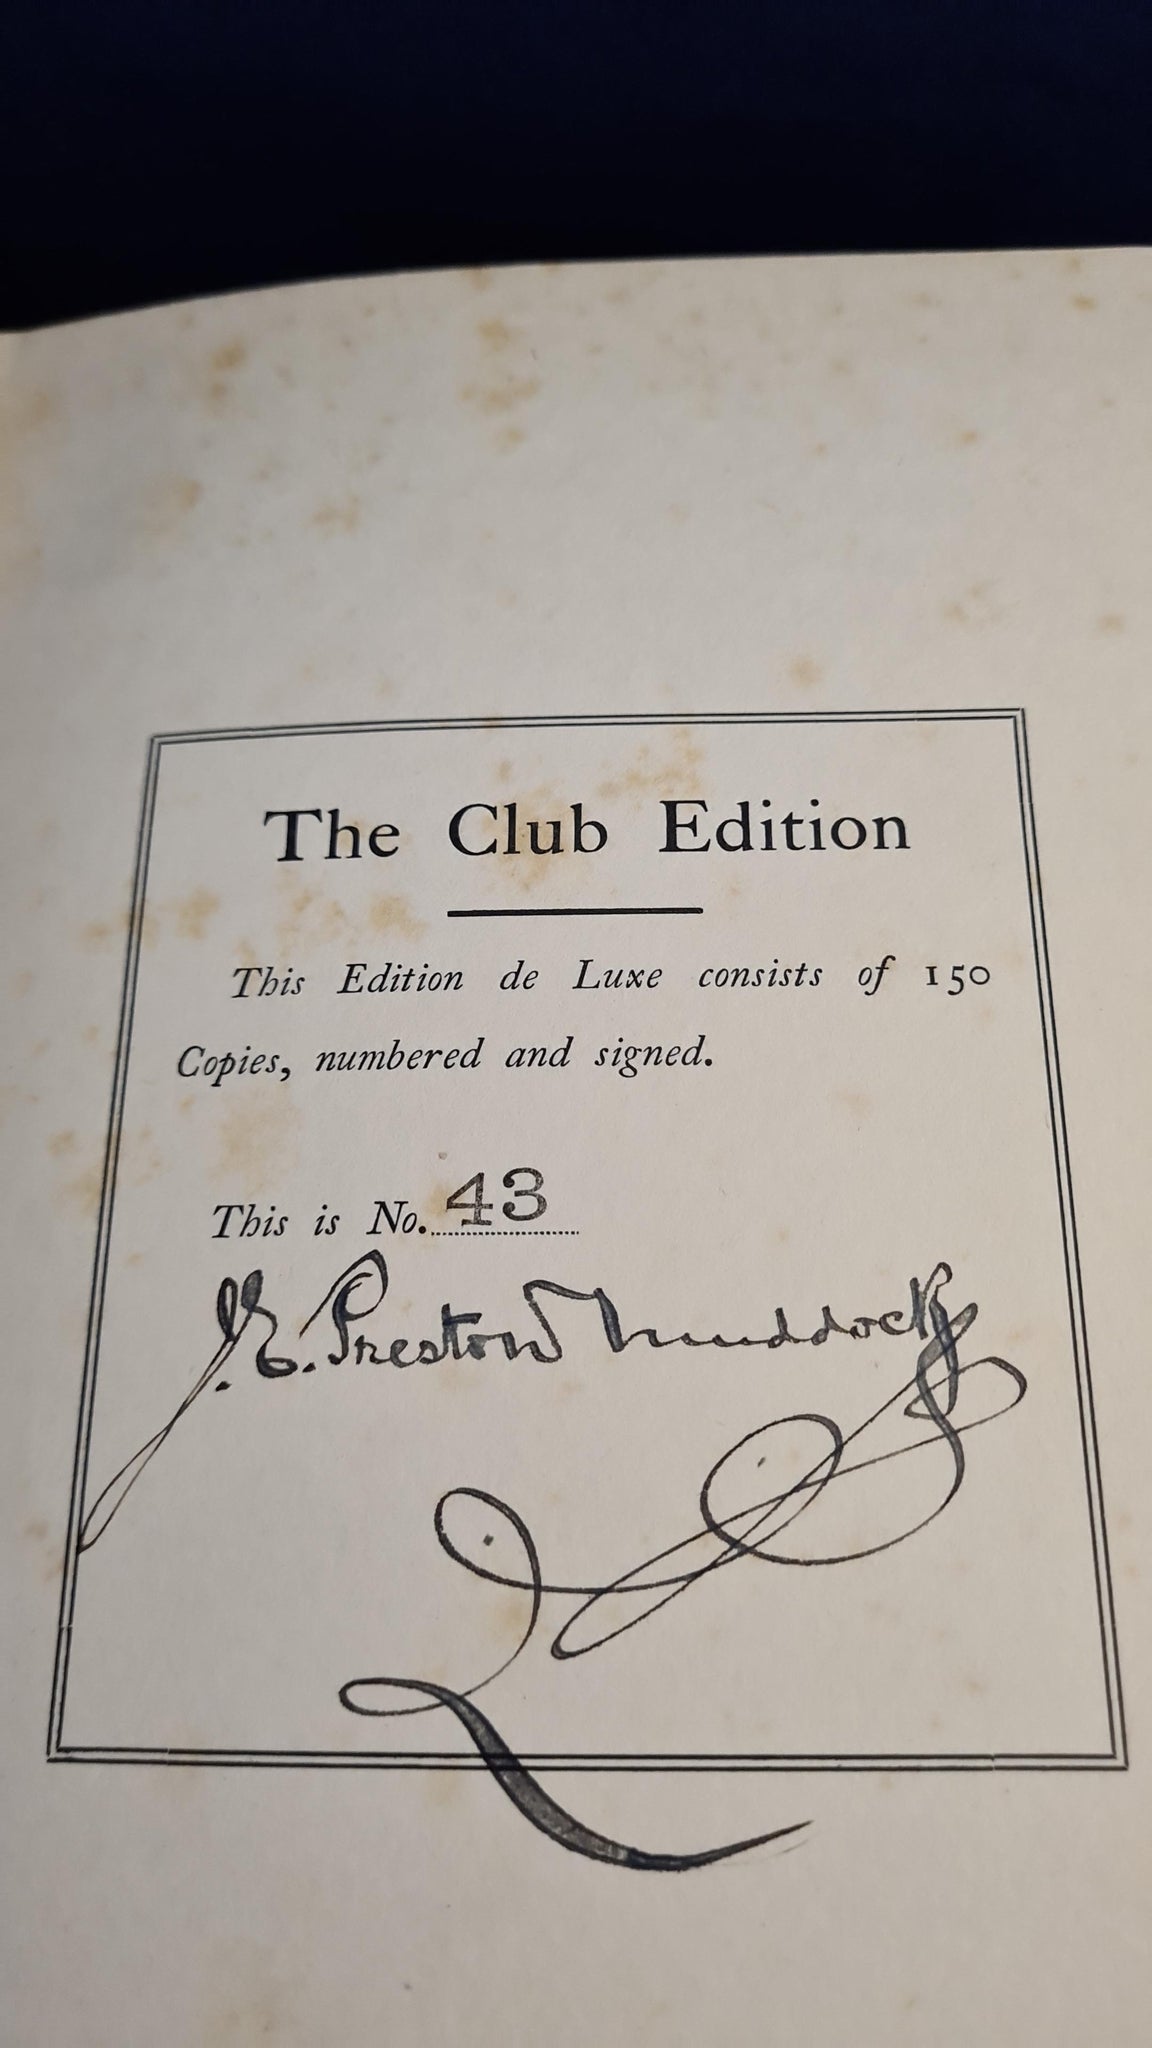 The Club Edition
This Edition de Luxe consists of 150
Copies, numbered and signed.
This is No. 43
J. E. Preston Muddock